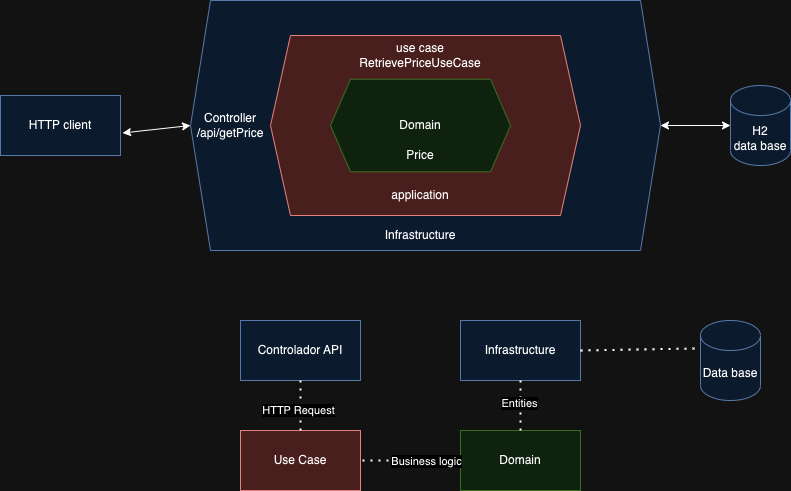 use case
RetrievePriceUseCase
HTTP client
Controller
/api/getPrice
Domain
Price
H2
data base
application
Infrastructure
Controlador API
Infrastructure
Data base
HTTP Request
Entities
Use Case
Business logic
Domain